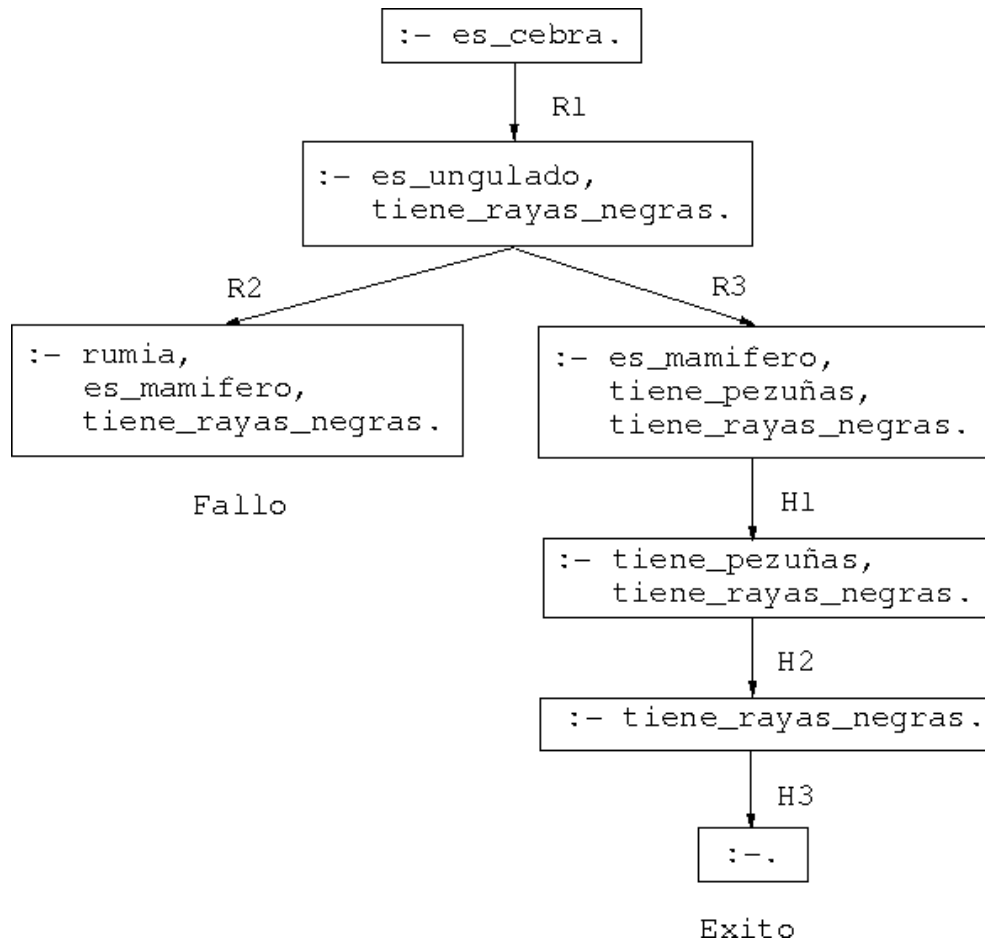 :- es_cebra.
R1
:- es_ungulado,
tiene_rayas_negras.
R2
R3
:- rumia,
es_mamifero,
tiene_rayas_negras.
Fallo
:- es_mamifero,
tiene_pezuñas,
tiene_rayas_negras.
H1
:- tiene_pezuñas,
tiene_rayas_negras.
H2
:- tiene_rayas_negras.
H3
:-.
Exito